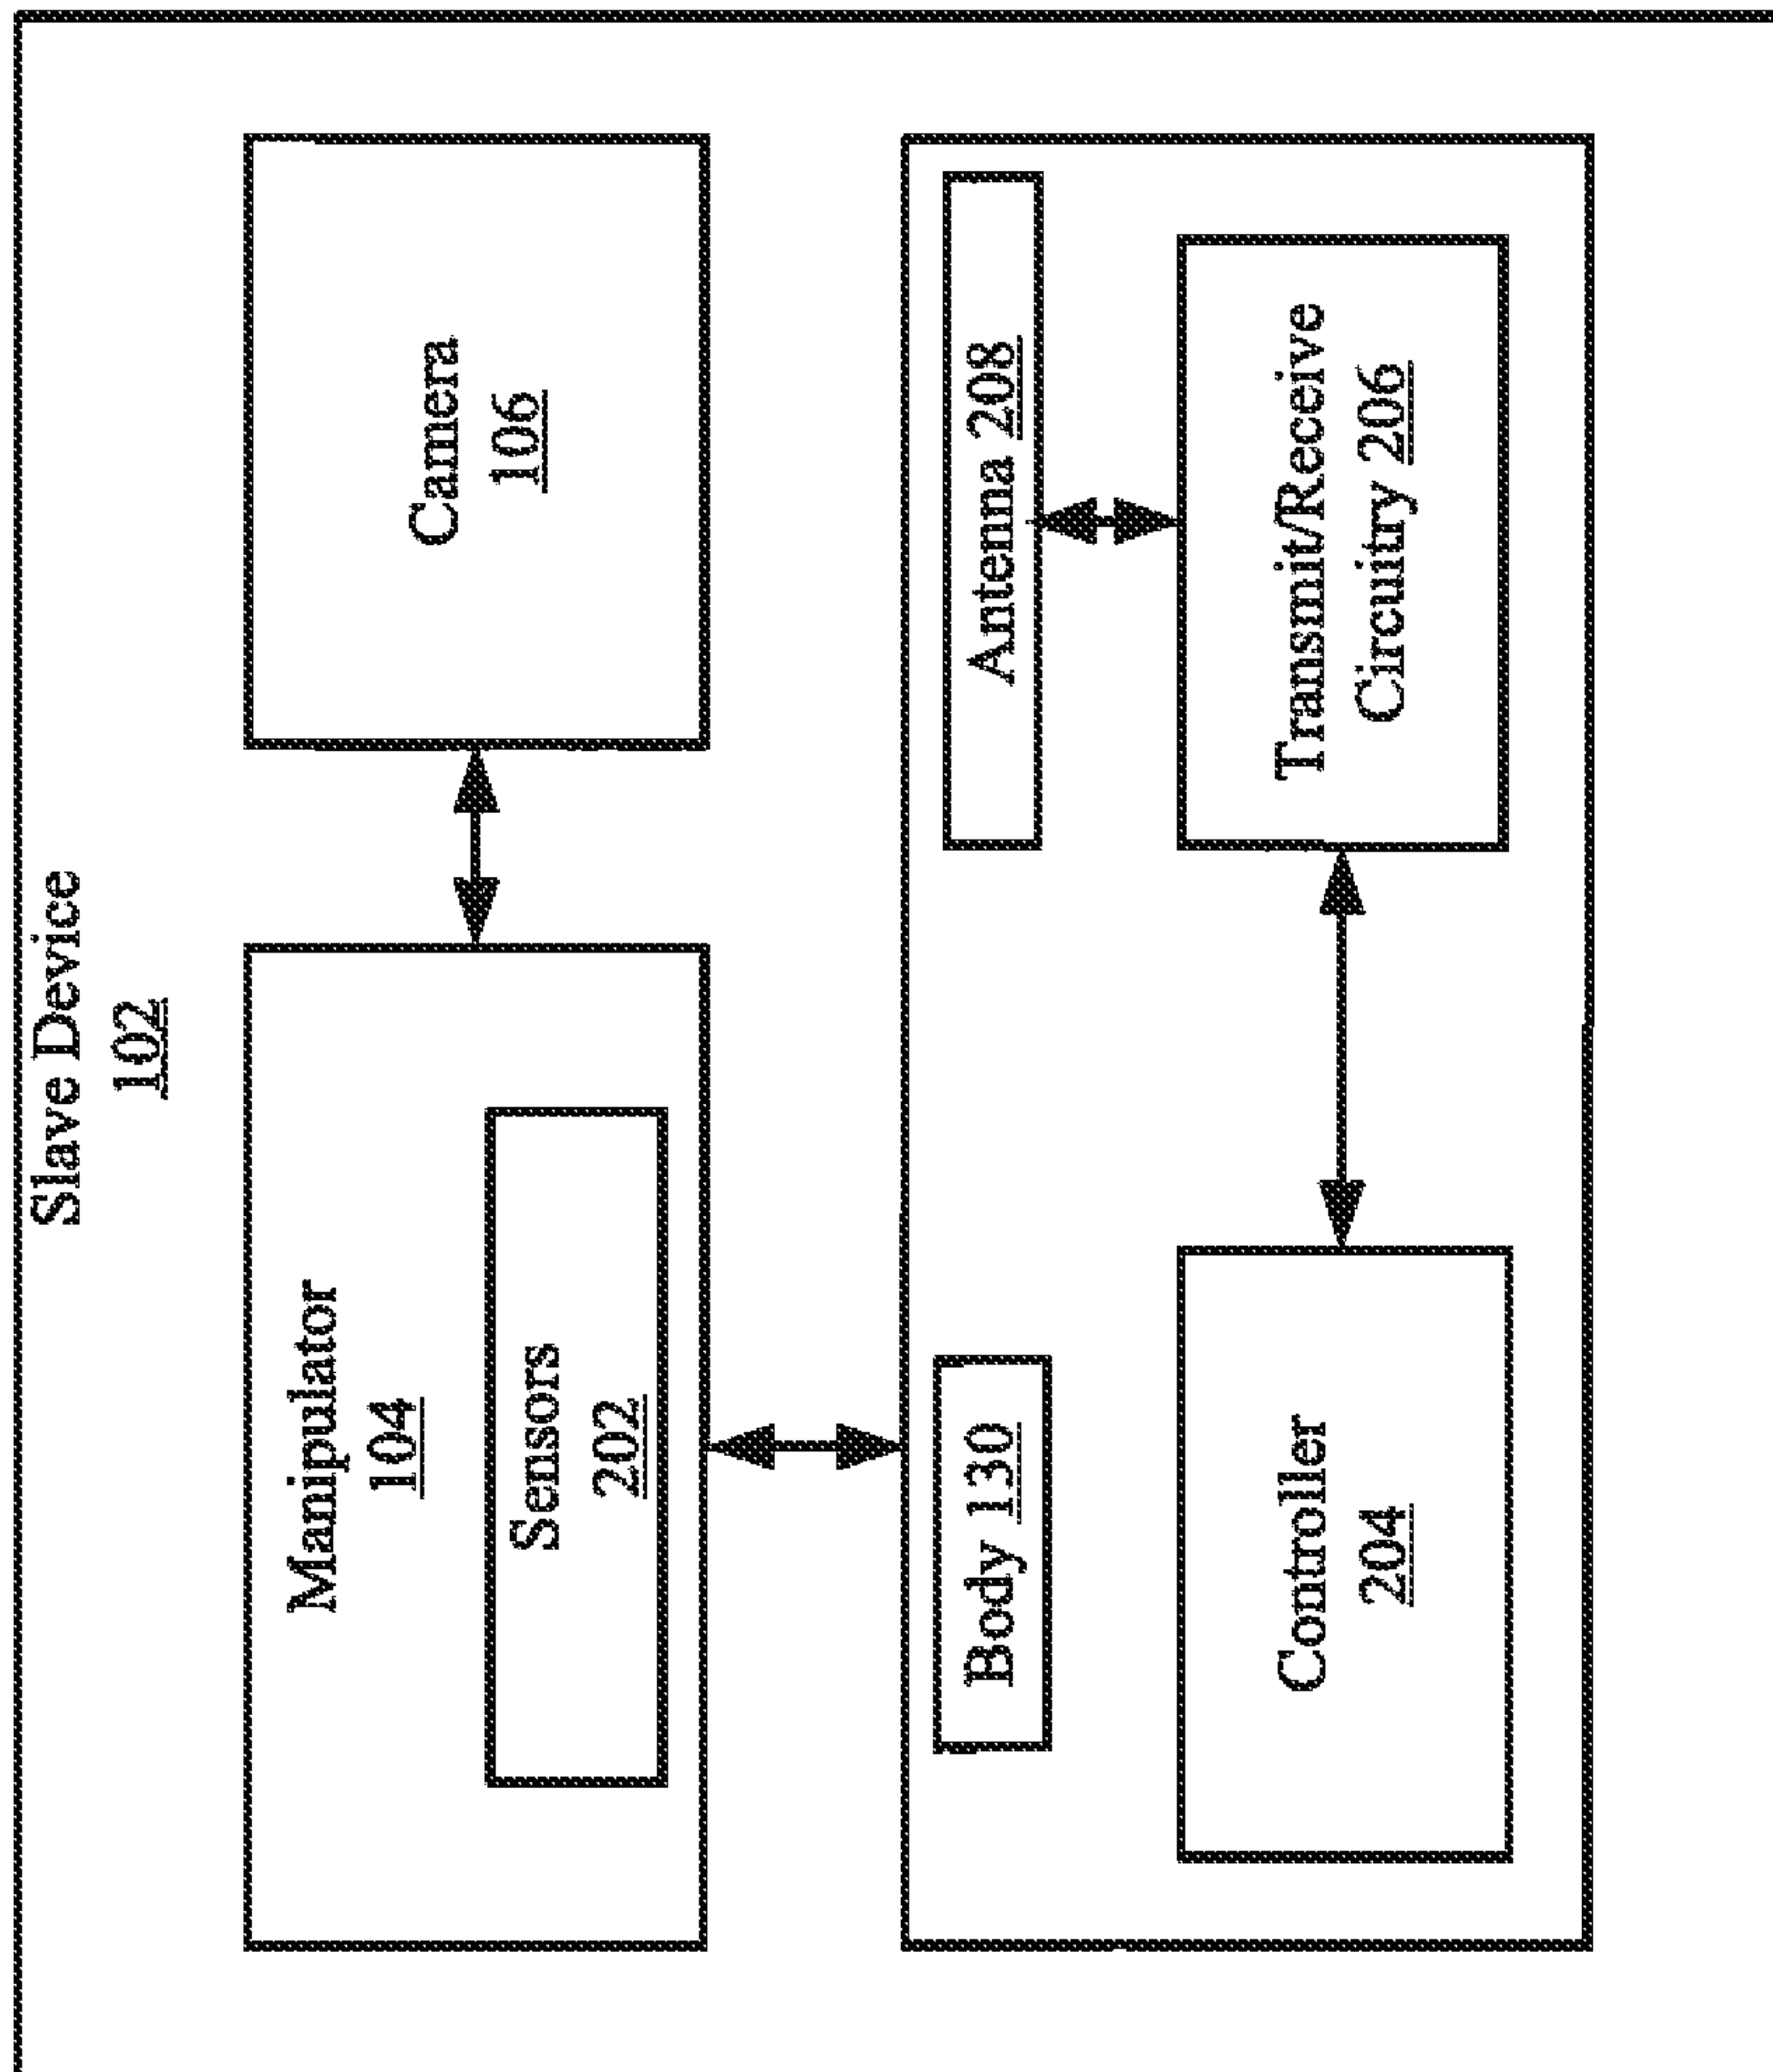 Slave Device
102
Manipulator
104
Sensors
202
Camera
106
Body 130
Antenna 208
Controller
204
Transmit/Receive
Circuitry 206